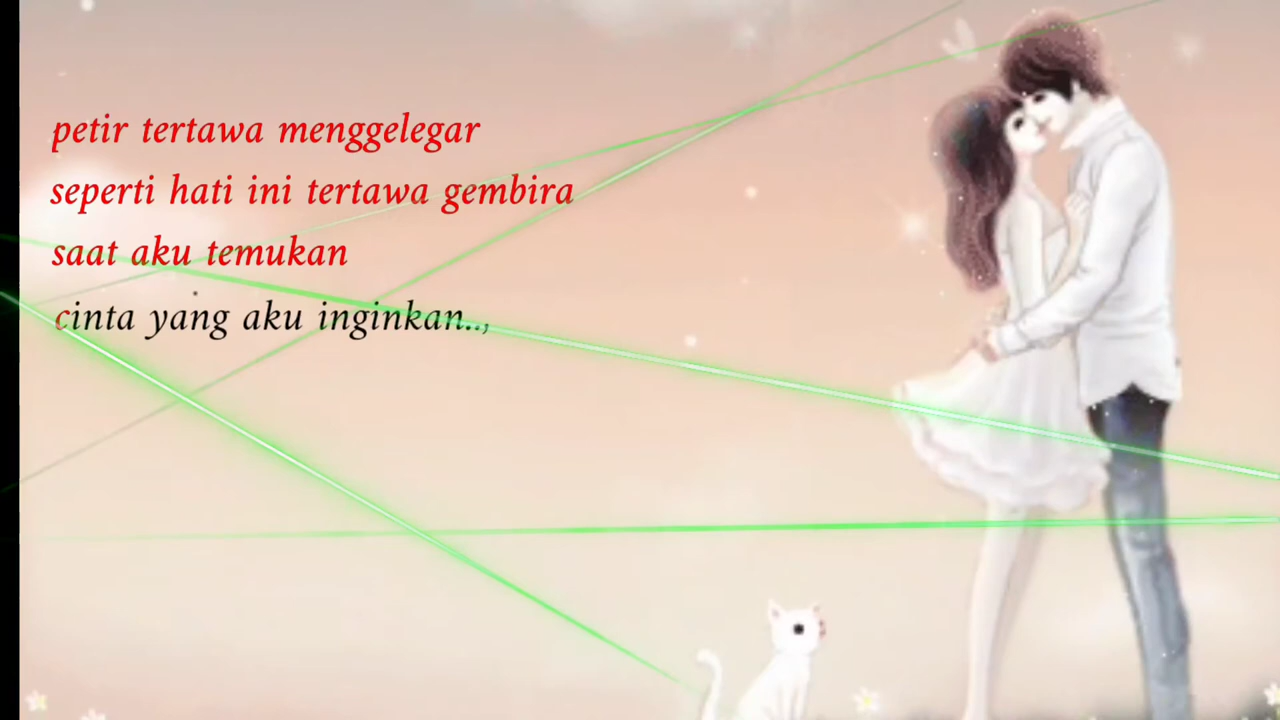 petir tertawa menggelegar
seperti hati ini tertawa gembira
saat aku temukan
cinta yang aku inginkan..,